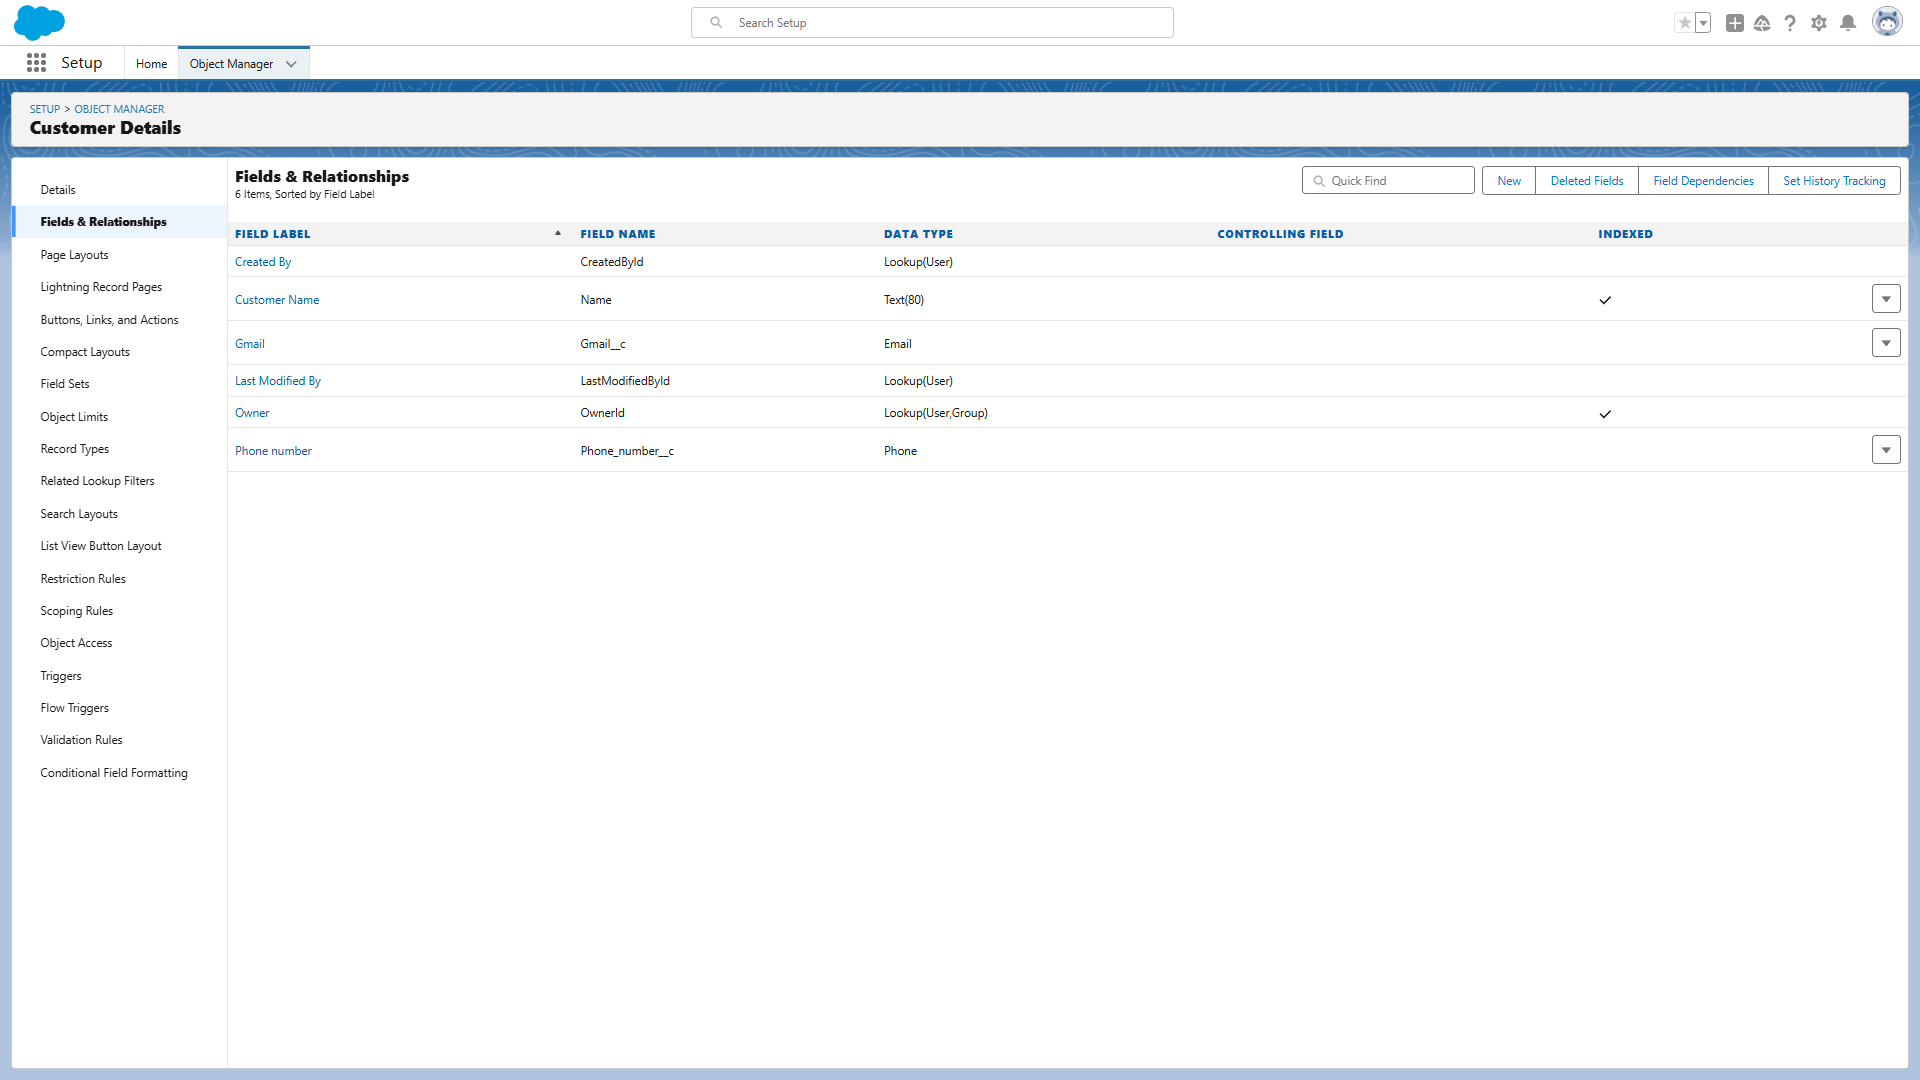 Search Setup
Setup
Home
Object Manager
SETUP > OBJECT MANAGER
Customer Details
Details
Fields & Relationships
Page Layouts
Lightning Record Pages
Buttons, Links, and Actions
Compact Layouts
Field Sets
Object Limits
Record Types
Related Lookup Filters
Search Layouts
List View Button Layout
Restriction Rules
Scoping Rules
Object Access
Triggers
Flow Triggers
Validation Rules
Conditional Field Formatting
Fields & Relationships
6 Items, Sorted by Field Label
Quick Find
New
Deleted Fields
Field Dependencies
Set History Tracking
FIELD LABEL FIELD NAME DATA TYPE CONTROLLING FIELD INDEXED
Created By CreatedById Lookup(User)
Customer Name Name Text(80)
Gmail Gmail__c Email
Last Modified By LastModifiedById Lookup(User)
Owner OwnerId Lookup(User,Group)
Phone number Phone_number__c Phone